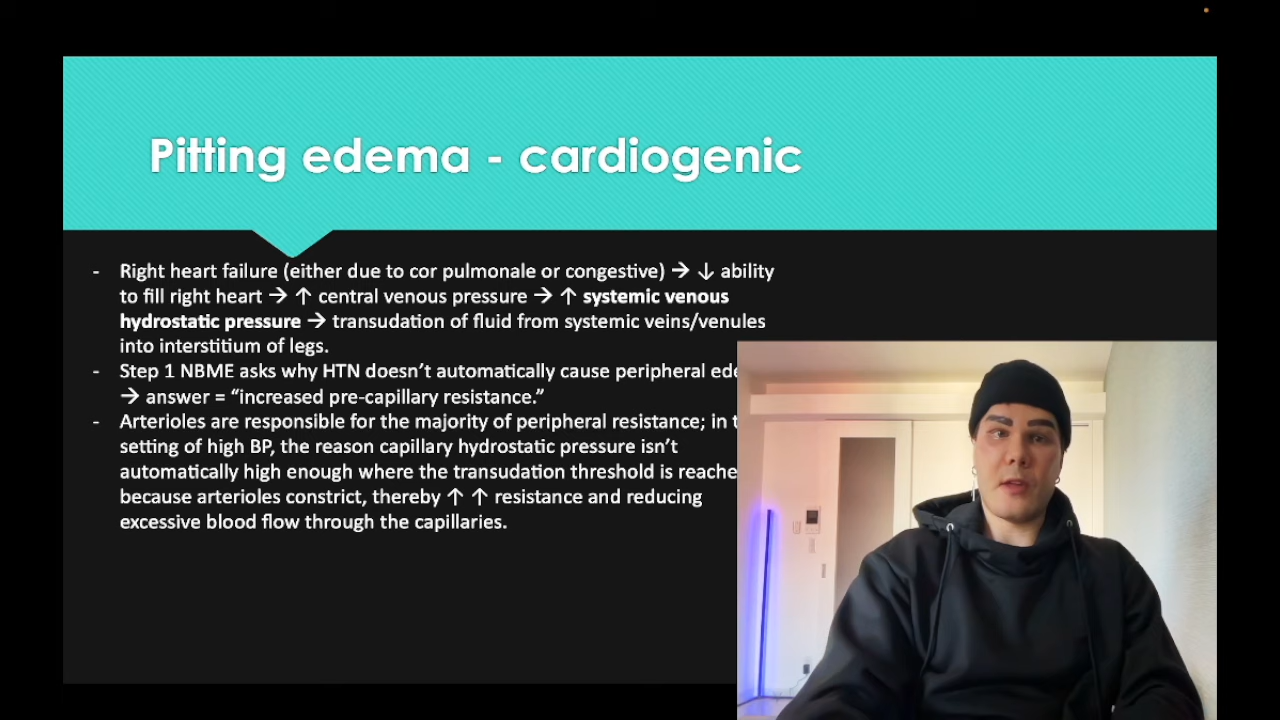 Pitting edema - cardiogenic
- Right heart failure (either due to cor pulmonale or congestive) → ↓ ability
to fill right heart → ↑ central venous pressure → ↑ systemic venous
hydrostatic pressure → transudation of fluid from systemic veins/venules
into interstitium of legs.
- Step 1 NBME asks why HTN doesn't automatically cause peripheral
→ answer = “increased pre-capillary resistance.”
- Arterioles are responsible for the majority of peripheral resistance; in
setting of high BP, the reason capillary hydrostatic pressure isn't
automatically high enough where the transudation threshold is
because arterioles constrict, thereby ↑ ↑ resistance and reducing
excessive blood flow through the capillaries.